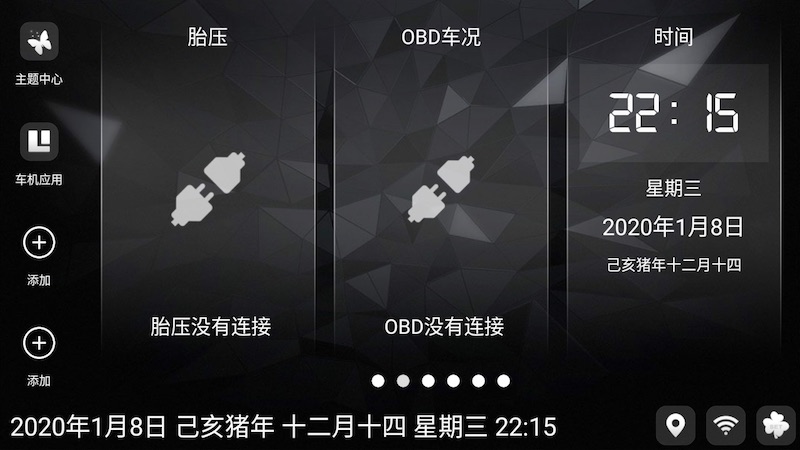 胎压
OBD车况
时间
主题中心
车机应用
添加
添加
22:15
星期三
2020年1月8日
己亥猪年十二月十四
胎压没有连接
OBD没有连接
2020年1月8日 己亥猪年 十二月十四 星期三 22:15